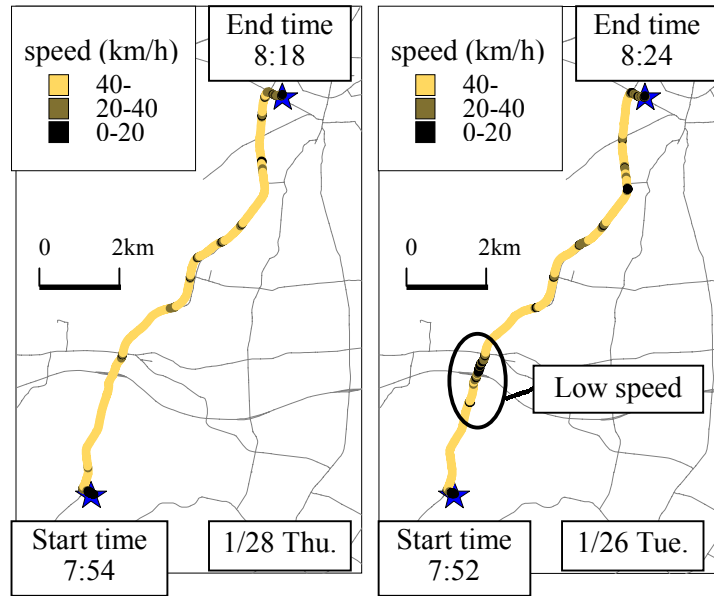 End time
8:18
speed (km/h)
40-
20-40
0-20
0 2km
Start time
7:54
1/28 Thu.
End time
8:24
speed (km/h)
40-
20-40
0-20
0 2km
Low speed
Start time
7:52
1/26 Tue.